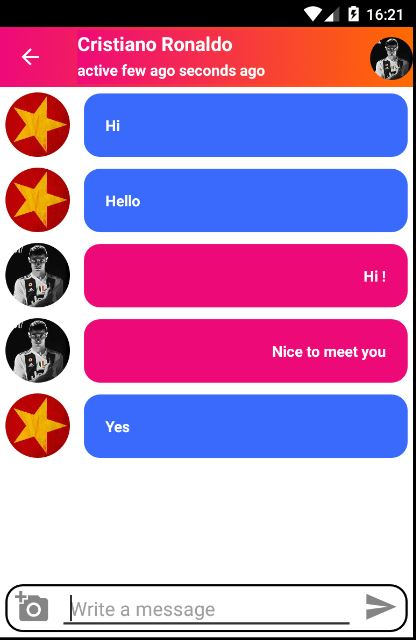 16:21
Cristiano Ronaldo
active few ago seconds ago
Hi
Hello
Hi !
Nice to meet you
Yes
Write a message